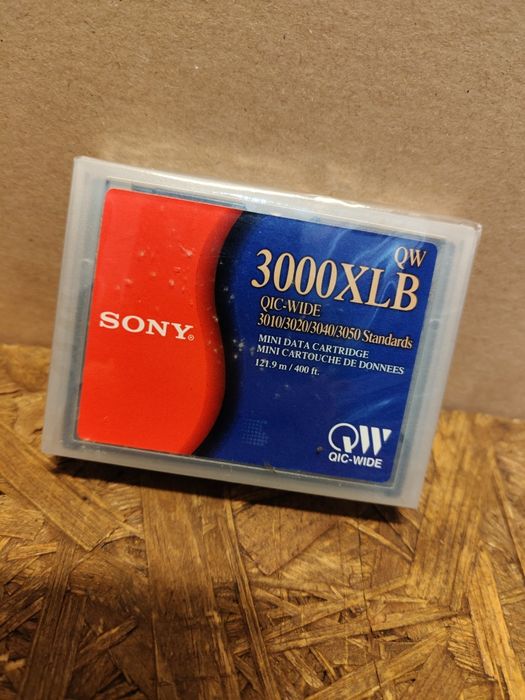 SONY®
QW
3000XLB
QIC-WIDE
3010/3020/3040/3050 Standards
MINI DATA CARTRIDGE
MINI CARTOUCHE DE DONNEES
121.9 m / 400 ft.
QW
QIC-WIDE